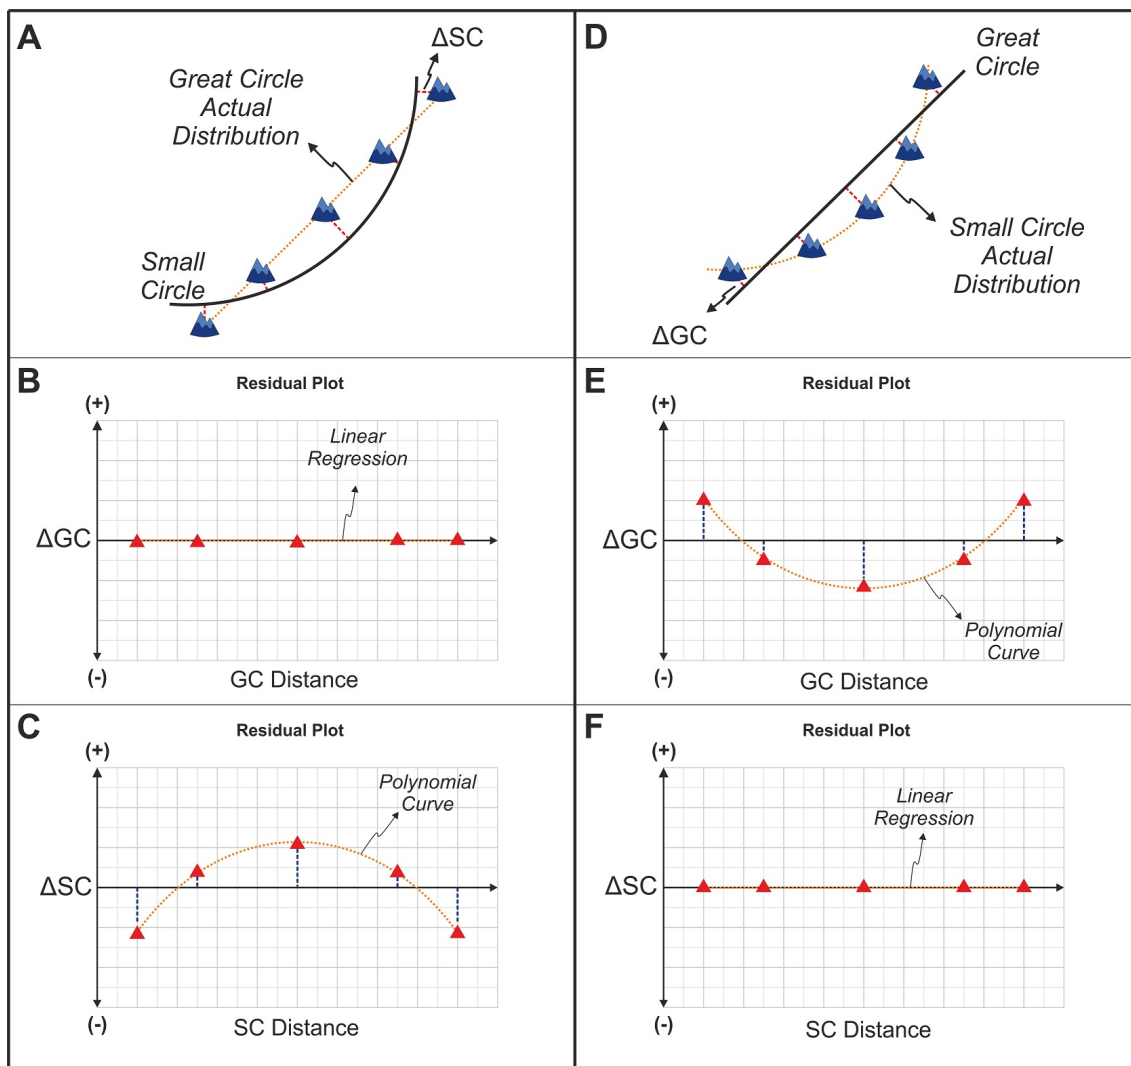 A
ΔSC
Great Circle
Actual
Distribution
Small
Circle
D
Great
Circle
Small Circle
Actual
Distribution
ΔGC
B
Residual Plot
(+)
Linear
Regression
ΔGC
(-)
GC Distance
E
Residual Plot
(+)
ΔGC
Polynomial
Curve
(-)
GC Distance
C
Residual Plot
(+)
Polynomial
Curve
ΔSC
(-)
SC Distance
F
Residual Plot
(+)
Linear
Regression
ΔSC
(-)
SC Distance